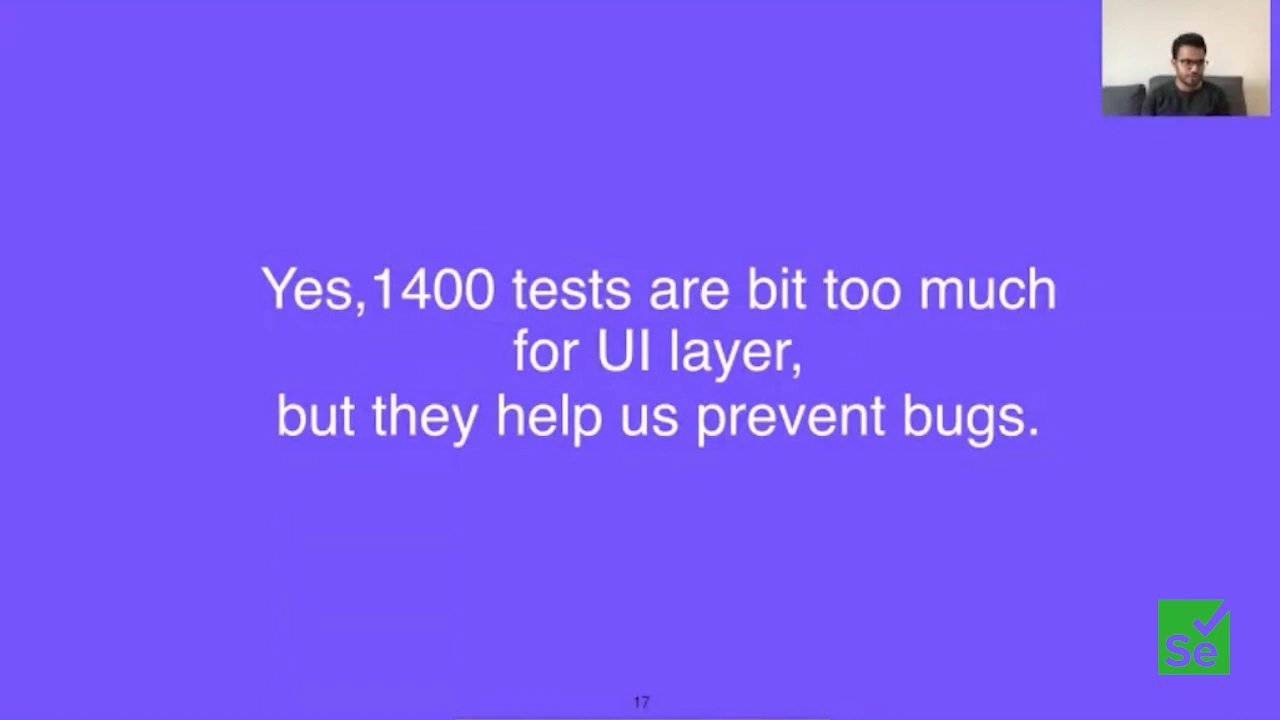 Yes,1400 tests are bit too much
for UI layer,
but they help us prevent bugs.
Se
17